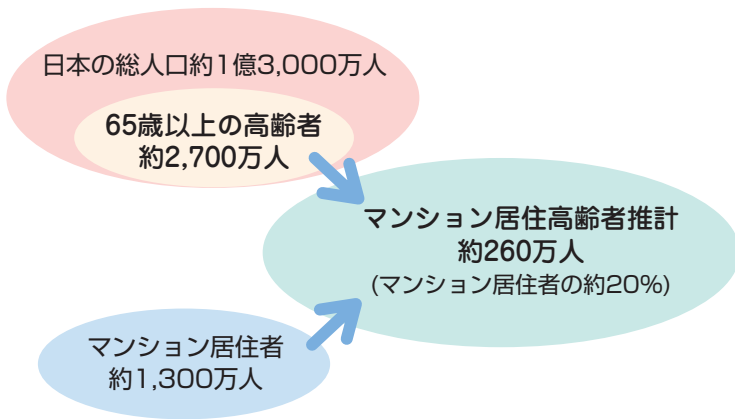 日本の総人口約1億3,000万人
65歳以上の高齢者
約2,700万人
マンション居住高齢者推計
約260万人
(マンション居住者の約20%)
マンション居住者
約1,300万人